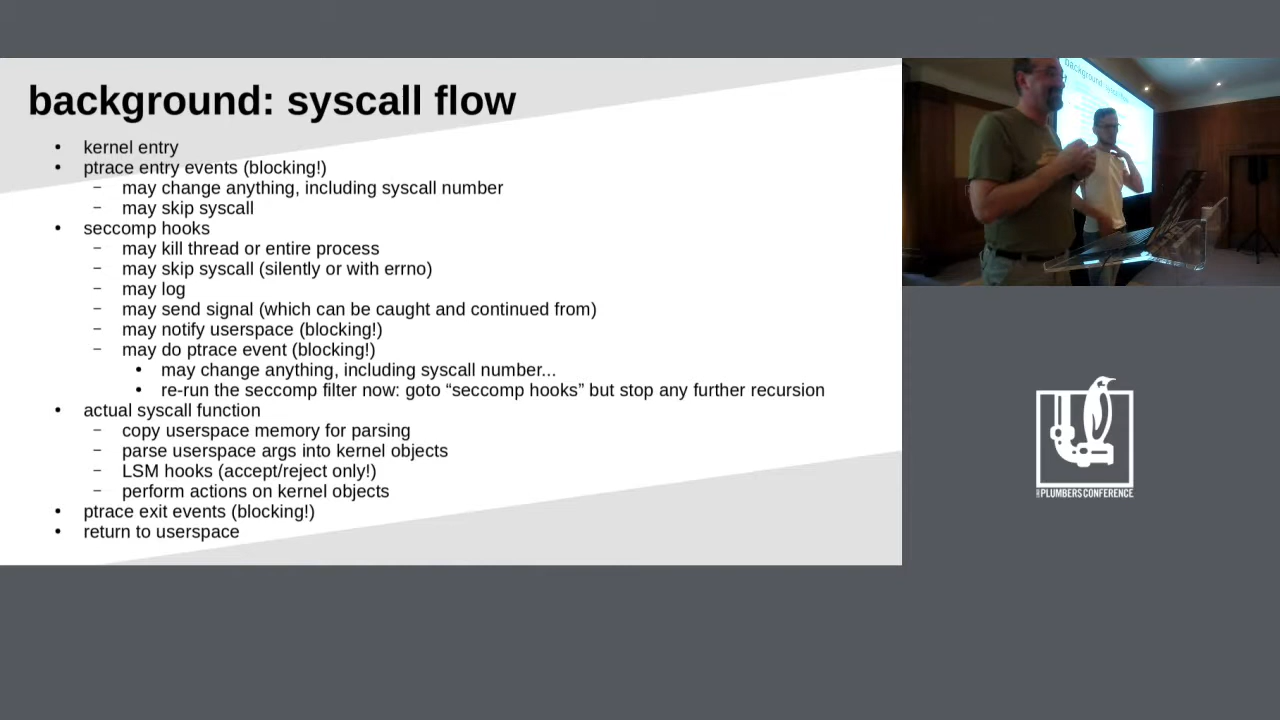 background: syscall flow
• kernel entry
• ptrace entry events (blocking!)
– may change anything, including syscall number
– may skip syscall
• seccomp hooks
– may kill thread or entire process
– may skip syscall (silently or with errno)
– may log
– may send signal (which can be caught and continued from)
– may notify userspace (blocking!)
– may do ptrace event (blocking!)
• may change anything, including syscall number...
• re-run the seccomp filter now: goto “seccomp hooks” but stop any further recursion
• actual syscall function
– copy userspace memory for parsing
– parse userspace args into kernel objects
– LSM hooks (accept/reject only!)
– perform actions on kernel objects
• ptrace exit events (blocking!)
• return to userspace
PLUMBERS CONFERENCE